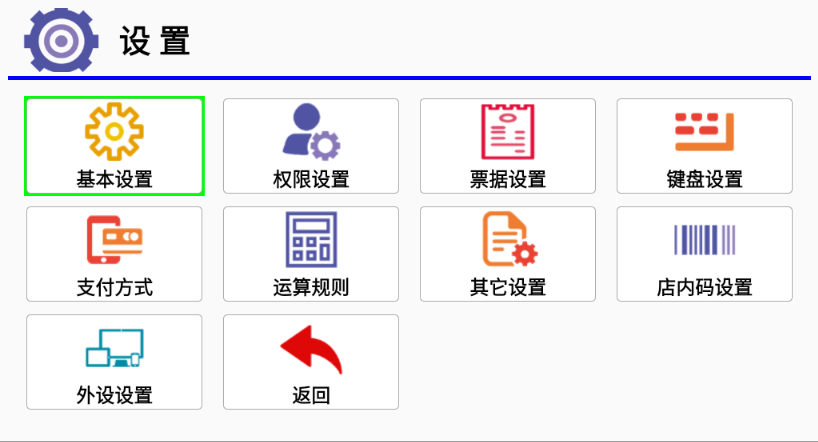 设置
基本设置
权限设置
票据设置
键盘设置
支付方式
运算规则
其它设置
店内码设置
外设设置
返回